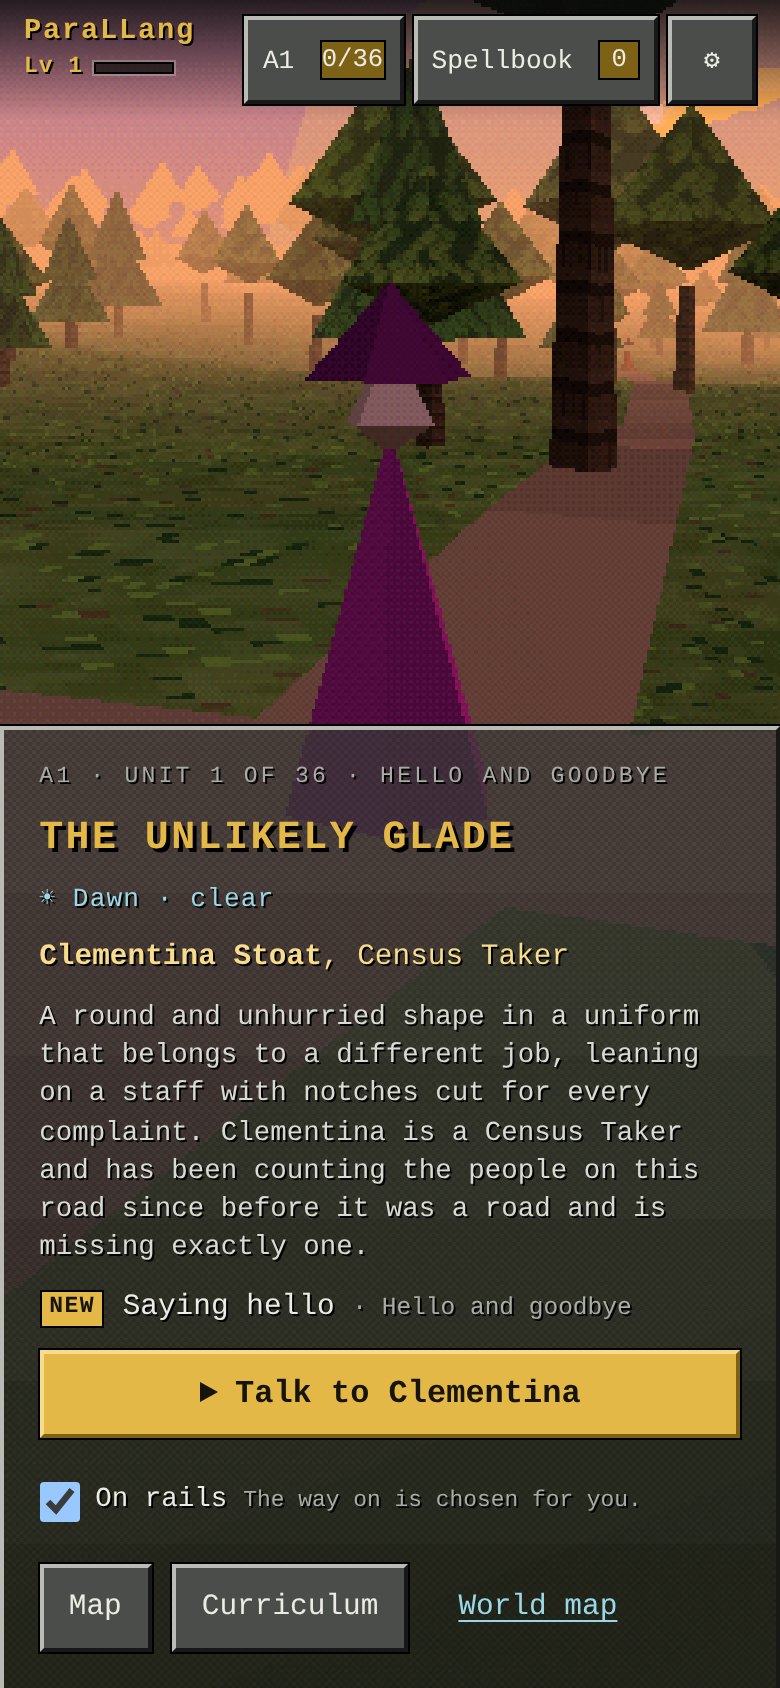 ParaLLang
Lv 1
A1 0/36
Spellbook 0
⚙
A1 · UNIT 1 OF 36 · HELLO AND GOODBYE
THE UNLIKELY GLADE
☀ Dawn · clear
Clementina Stoat, Census Taker
A round and unhurried shape in a uniform
that belongs to a different job, leaning
on a staff with notches cut for every
complaint. Clementina is a Census Taker
and has been counting the people on this
road since before it was a road and is
missing exactly one.
NEW Saying hello · Hello and goodbye
▶ Talk to Clementina
On rails The way on is chosen for you.
Map Curriculum World map